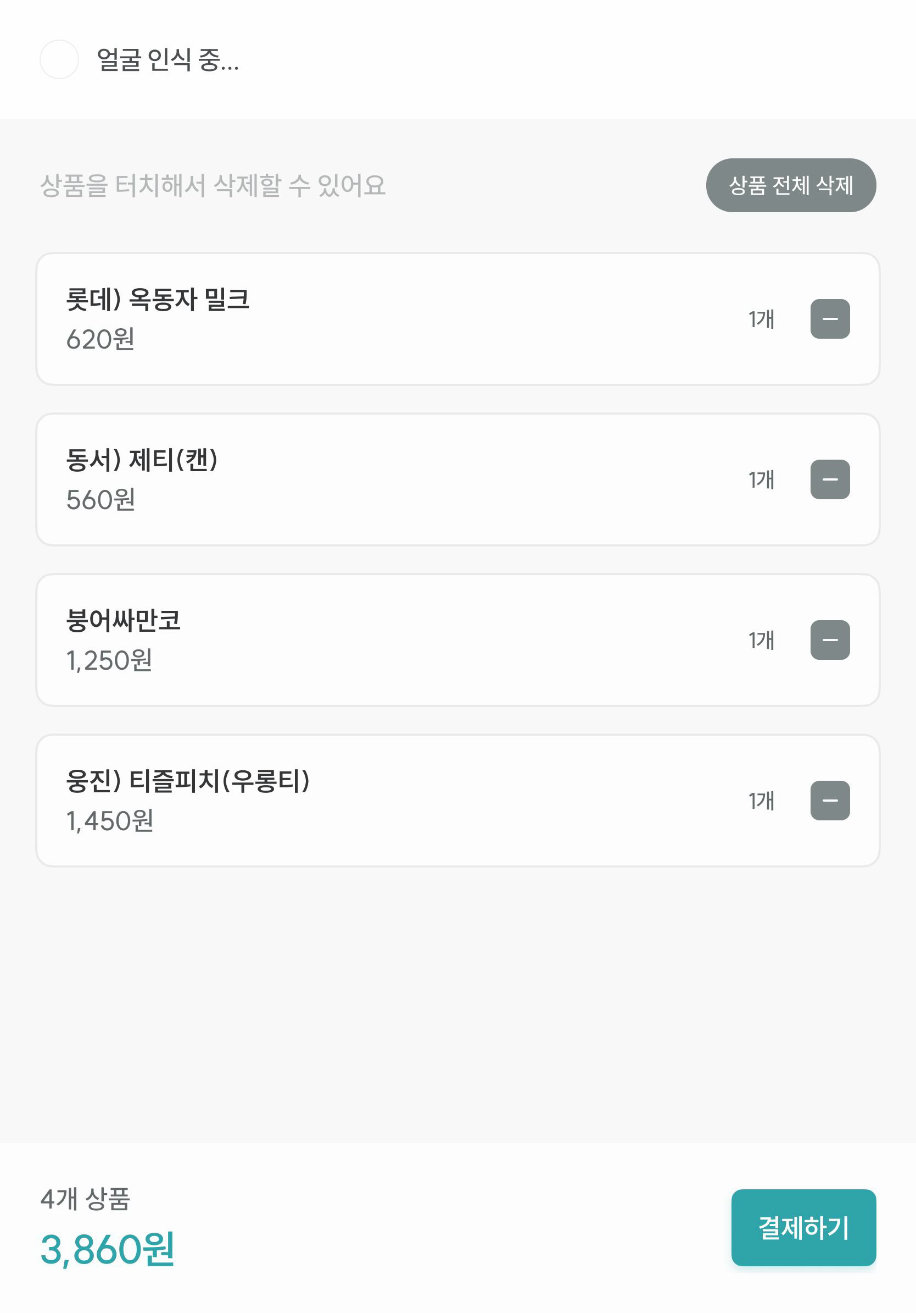 얼굴 인식 중...
상품을 터치해서 삭제할 수 있어요
상품 전체 삭제
롯데) 옥동자 밀크
620원
1개
동서) 제티(캔)
560원
1개
붕어싸만코
1,250원
1개
웅진) 티즐피치(우롱티)
1,450원
1개
4개 상품
3,860원
결제하기